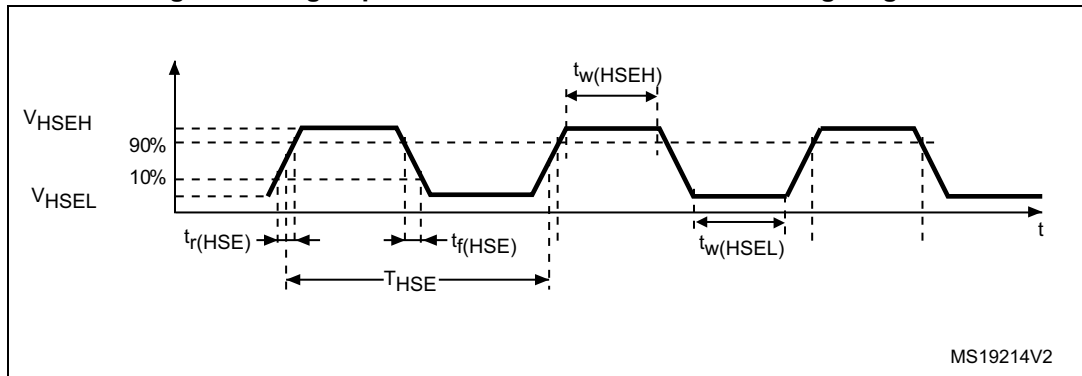 tw(HSEH)
VHSEH
90%
10%
VHSEL
t
tr(HSE)
tf(HSE)
tw(HSEL)
THSE
MS19214V2